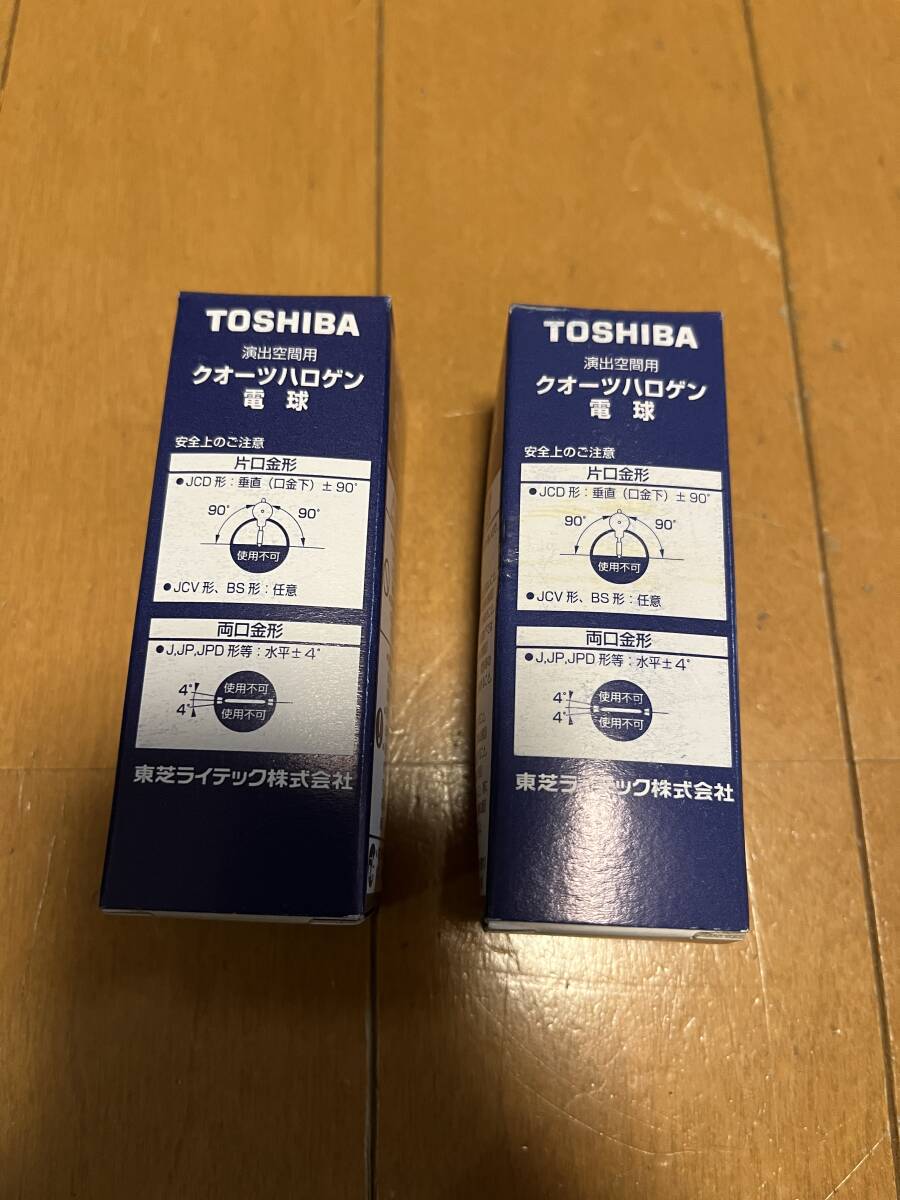 TOSHIBA
演出空間用
クオーツハロゲン
電球
安全上のご注意
片口金形
●JCD形:垂直(口金下)±90°
90° 90°
使用不可
●JCV形、BS形:任意
両口金形
●J,JP,JPD形等:水平±4°
4° 使用不可
4° 使用不可
東芝ライテック株式会社
TOSHIBA
演出空間用
クオーツハロゲン
電球
安全上のご注意
片口金形
●JCD形:垂直(口金下)±90°
90° 90°
使用不可
●JCV形、BS形:任意
両口金形
●J,JP,JPD形等:水平±4°
4° 使用不可
4° 使用不可
東芝ライテック株式会社